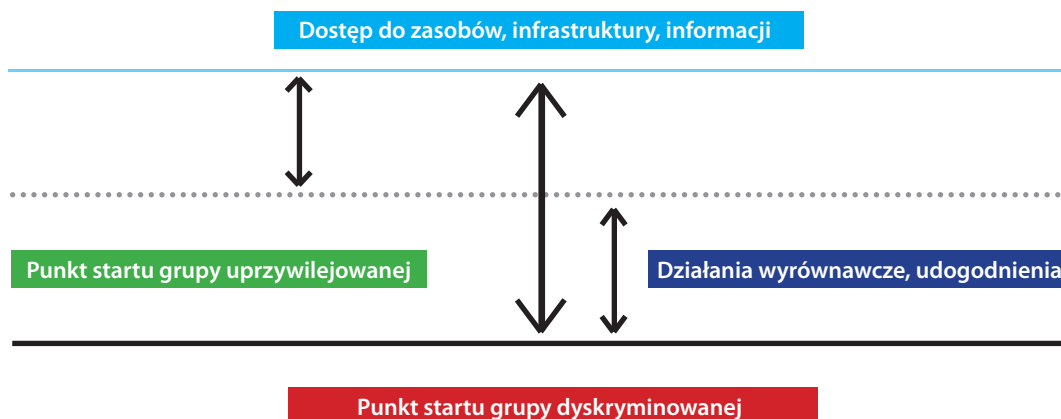 Dostęp do zasobów, infrastruktury, informacji
Punkt startu grupy uprzywilejowanej
Działania wyrównawcze, udogodnienia
Punkt startu grupy dyskryminowanej